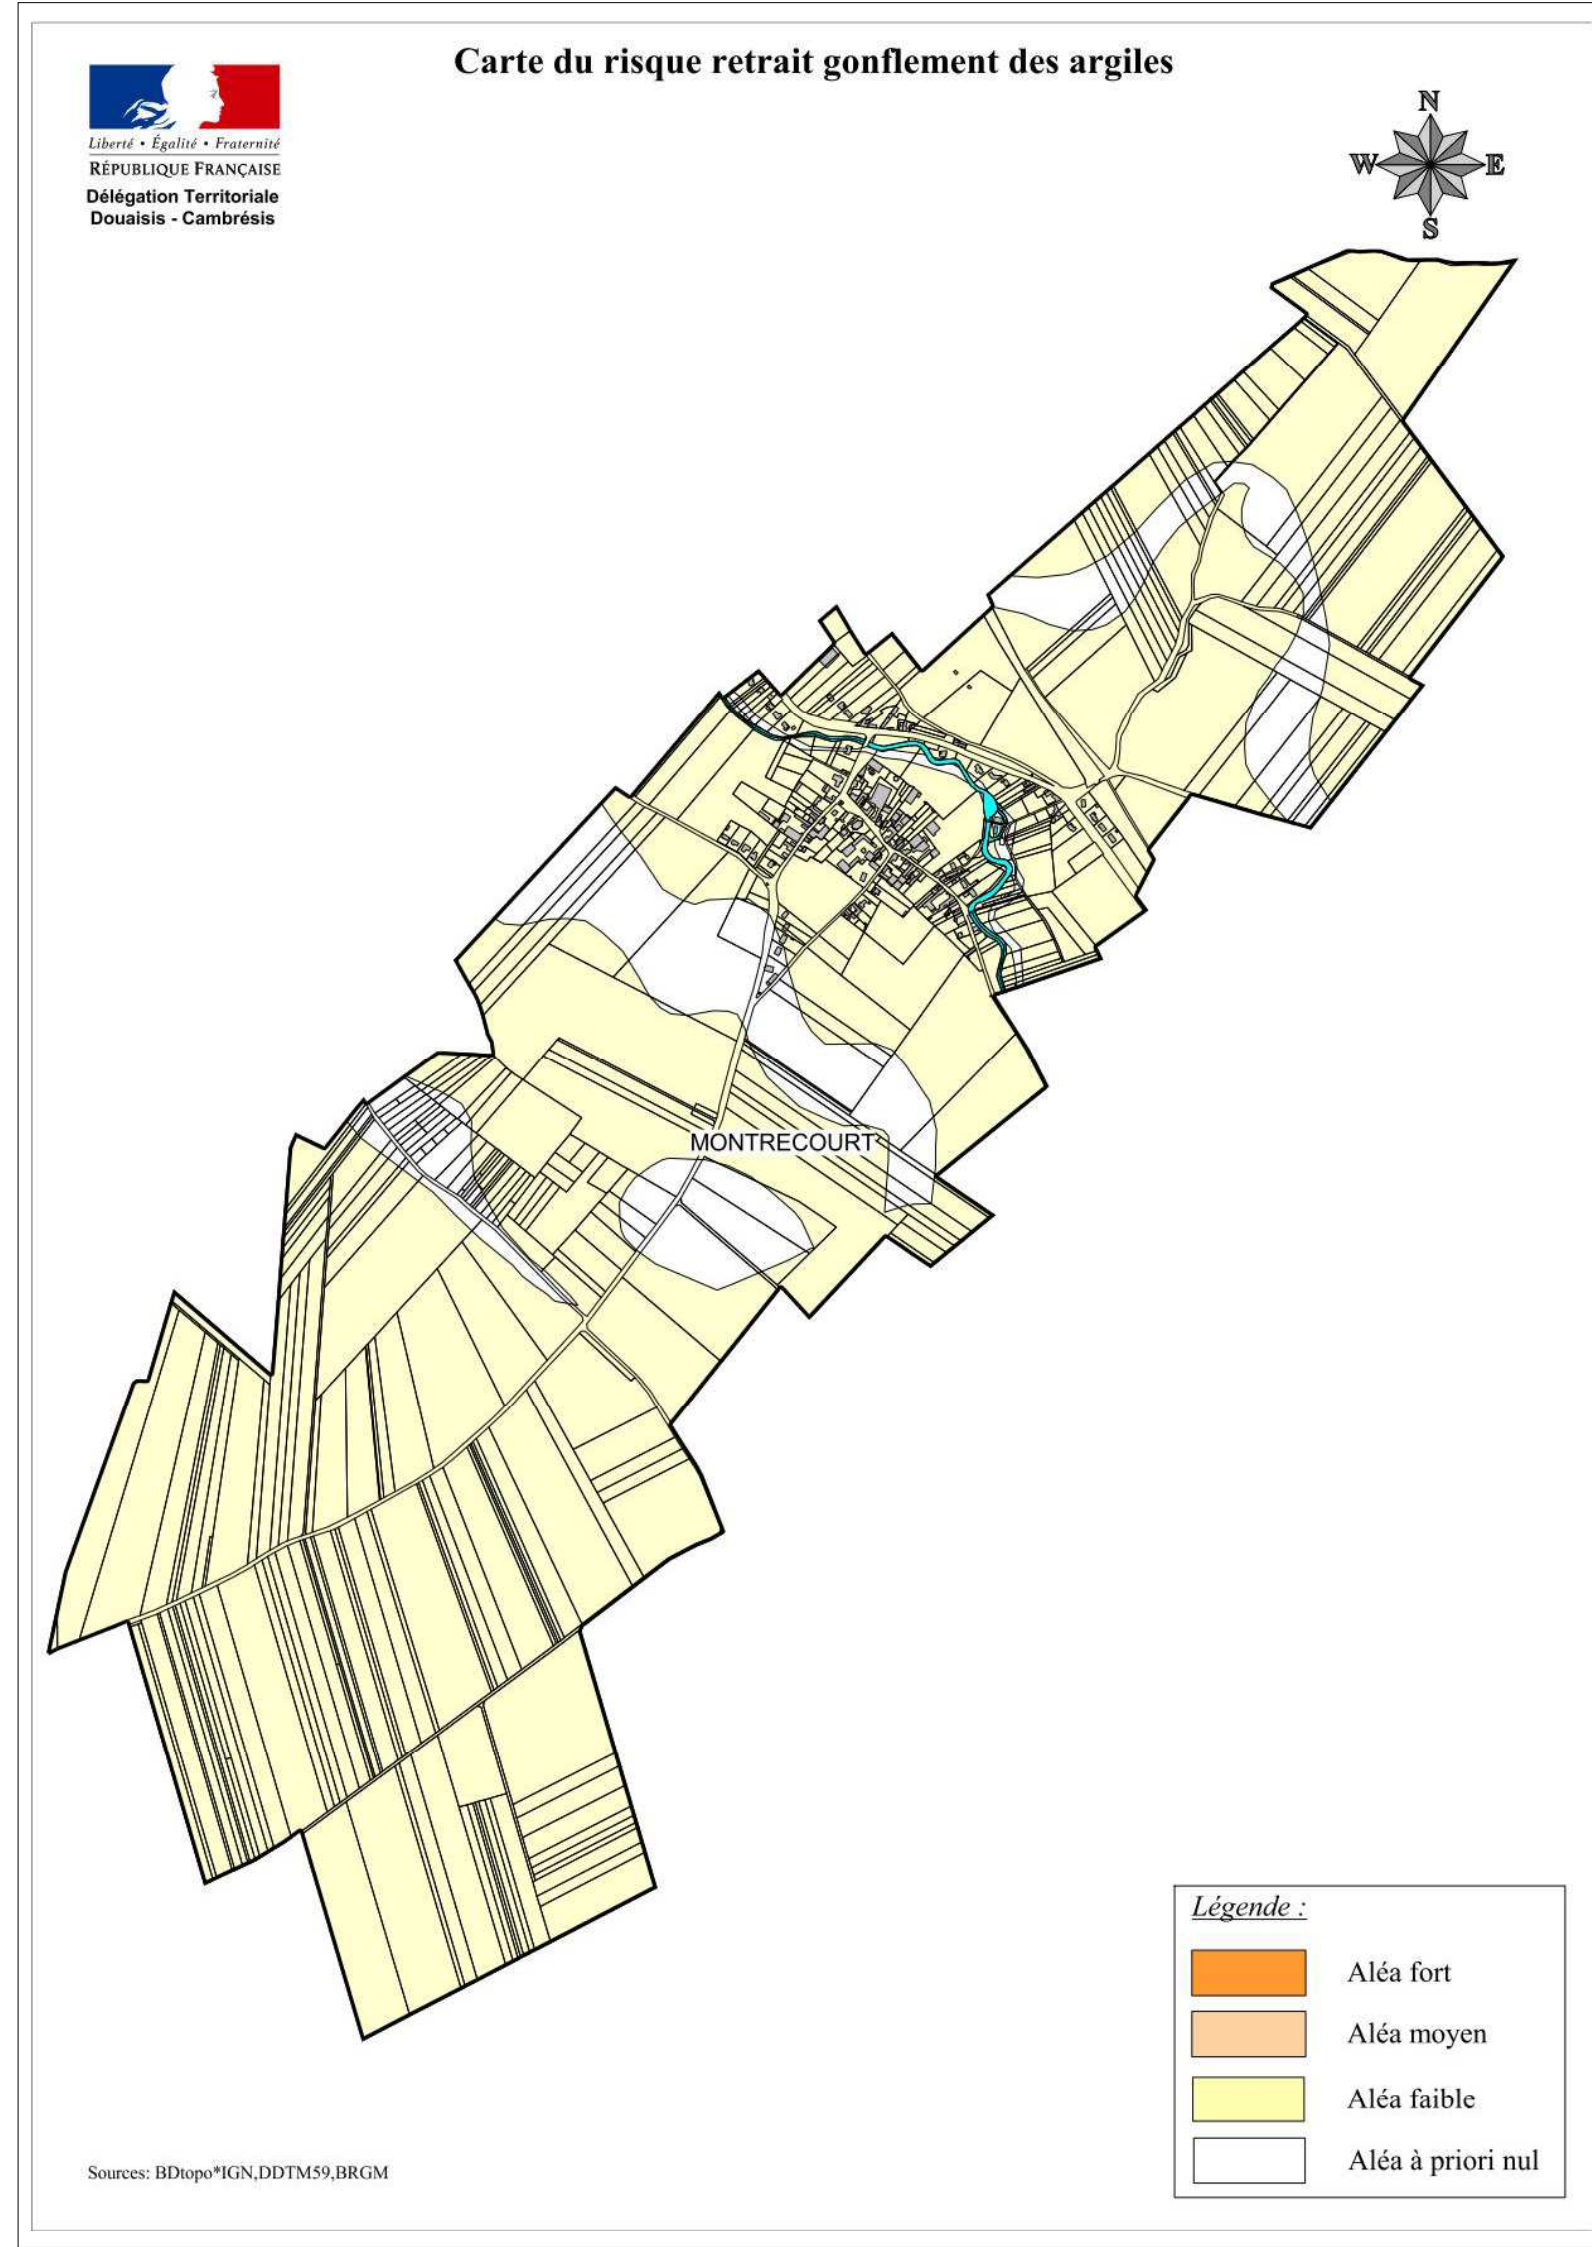 Carte du risque retrait gonflement des argiles
Liberté • Égalité • Fraternité
RÉPUBLIQUE FRANÇAISE
Délégation Territoriale
Douaisis - Cambrésis
N
W E
S
MONTRECOURT
Légende :
Aléa fort
Aléa moyen
Aléa faible
Aléa à priori nul
Sources: BDtopo*IGN,DDTM59,BRGM